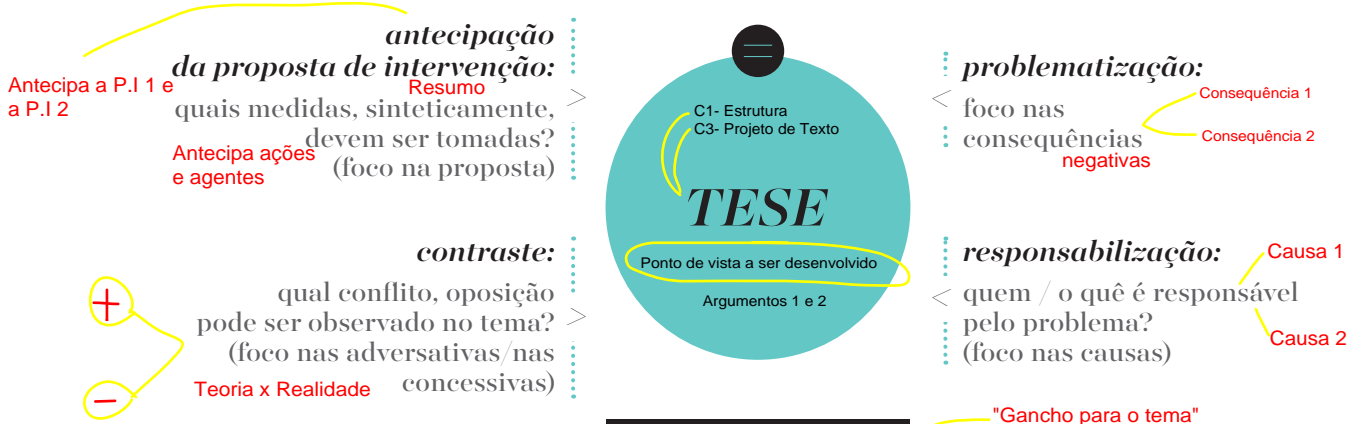 antecipação
da proposta de intervenção:
Antecipa a P.I 1 e
a P.I 2
Resumo
quais medidas, sinteticamente,
devem ser tomadas?
(foco na proposta)
Antecipa ações
e agentes
contraste:
qual conflito, oposição
pode ser observado no tema?
(foco nas adversativas/nas
concessivas)
+
−
Teoria x Realidade
C1- Estrutura
C3- Projeto de Texto
TESE
Ponto de vista a ser desenvolvido
Argumentos 1 e 2
problematização:
foco nas
consequências
negativas
Consequência 1
Consequência 2
responsabilização:
quem / o quê é responsável
pelo problema?
(foco nas causas)
Causa 1
Causa 2
"Gancho para o tema"